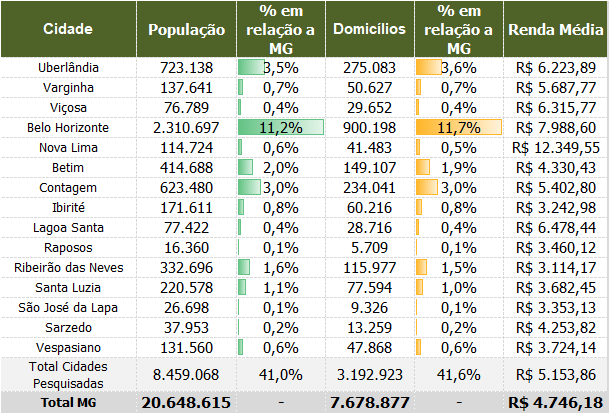 Cidade População % em relação a MG Domicílios % em relação a MG Renda Média
Uberlândia 723.138 3,5% 275.083 3,6% R$ 6.223,89
Varginha 137.641 0,7% 50.627 0,7% R$ 5.687,77
Viçosa 76.789 0,4% 29.652 0,4% R$ 6.315,77
Belo Horizonte 2.310.697 11,2% 900.198 11,7% R$ 7.988,60
Nova Lima 114.724 0,6% 41.483 0,5% R$ 12.349,55
Betim 414.688 2,0% 149.107 1,9% R$ 4.330,43
Contagem 623.480 3,0% 234.041 3,0% R$ 5.402,80
Ibirité 171.611 0,8% 60.216 0,8% R$ 3.242,98
Lagoa Santa 77.422 0,4% 28.716 0,4% R$ 6.478,44
Raposos 16.360 0,1% 5.709 0,1% R$ 3.460,12
Ribeirão das Neves 332.696 1,6% 115.977 1,5% R$ 3.114,17
Santa Luzia 220.578 1,1% 77.594 1,0% R$ 3.682,45
São José da Lapa 26.698 0,1% 9.326 0,1% R$ 3.353,13
Sarzedo 37.953 0,2% 13.259 0,2% R$ 4.253,82
Vespasiano 131.560 0,6% 47.868 0,6% R$ 3.724,14
Total Cidades Pesquisadas 8.459.068 41,0% 3.192.923 41,6% R$ 5.153,86
Total MG 20.648.615 - 7.678.877 - R$ 4.746,18